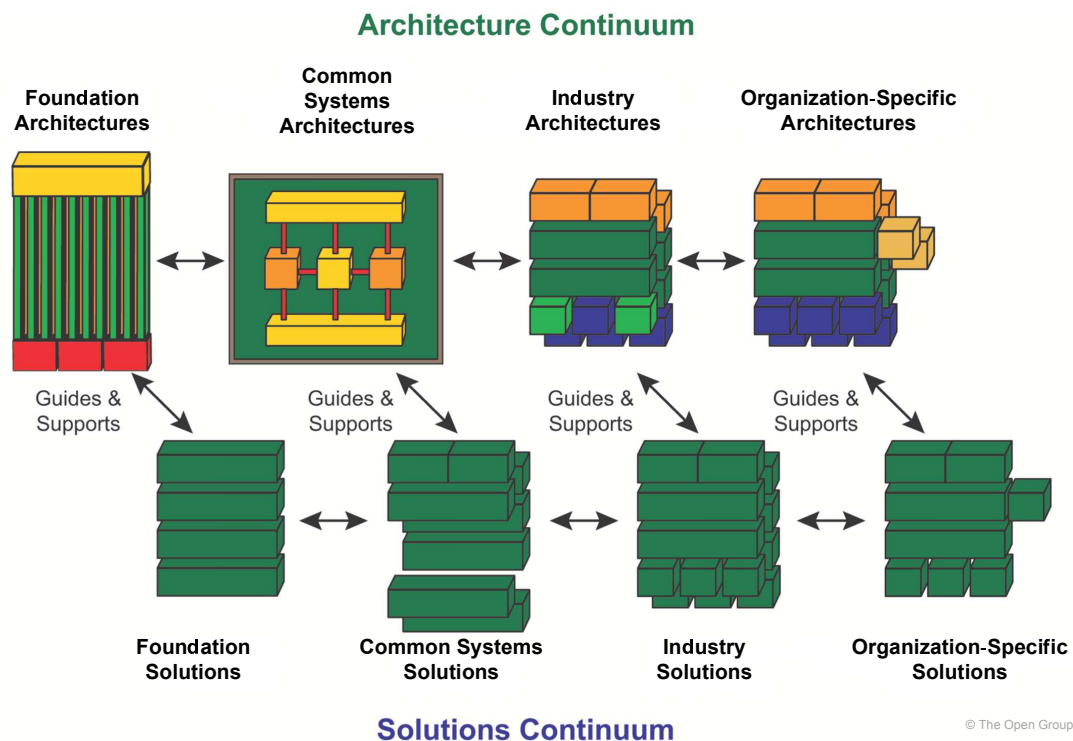 Architecture Continuum
Foundation
Architectures
Common
Systems
Architectures
Industry
Architectures
Organization-Specific
Architectures
Guides &
Supports
Guides &
Supports
Guides &
Supports
Guides &
Supports
Foundation
Solutions
Common Systems
Solutions
Industry
Solutions
Organization-Specific
Solutions
Solutions Continuum
© The Open Group